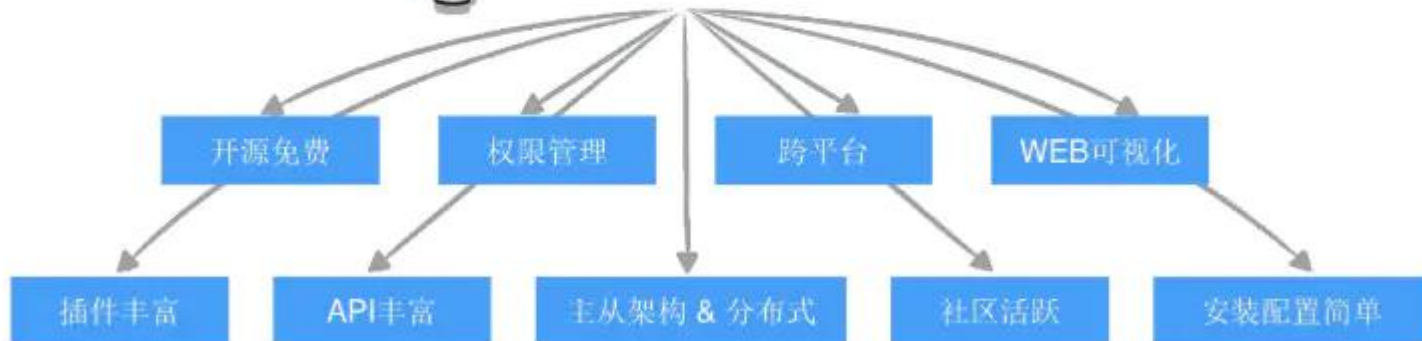 开源免费
权限管理
跨平台
WEB可视化
插件丰富
API丰富
主从架构 & 分布式
社区活跃
安装配置简单